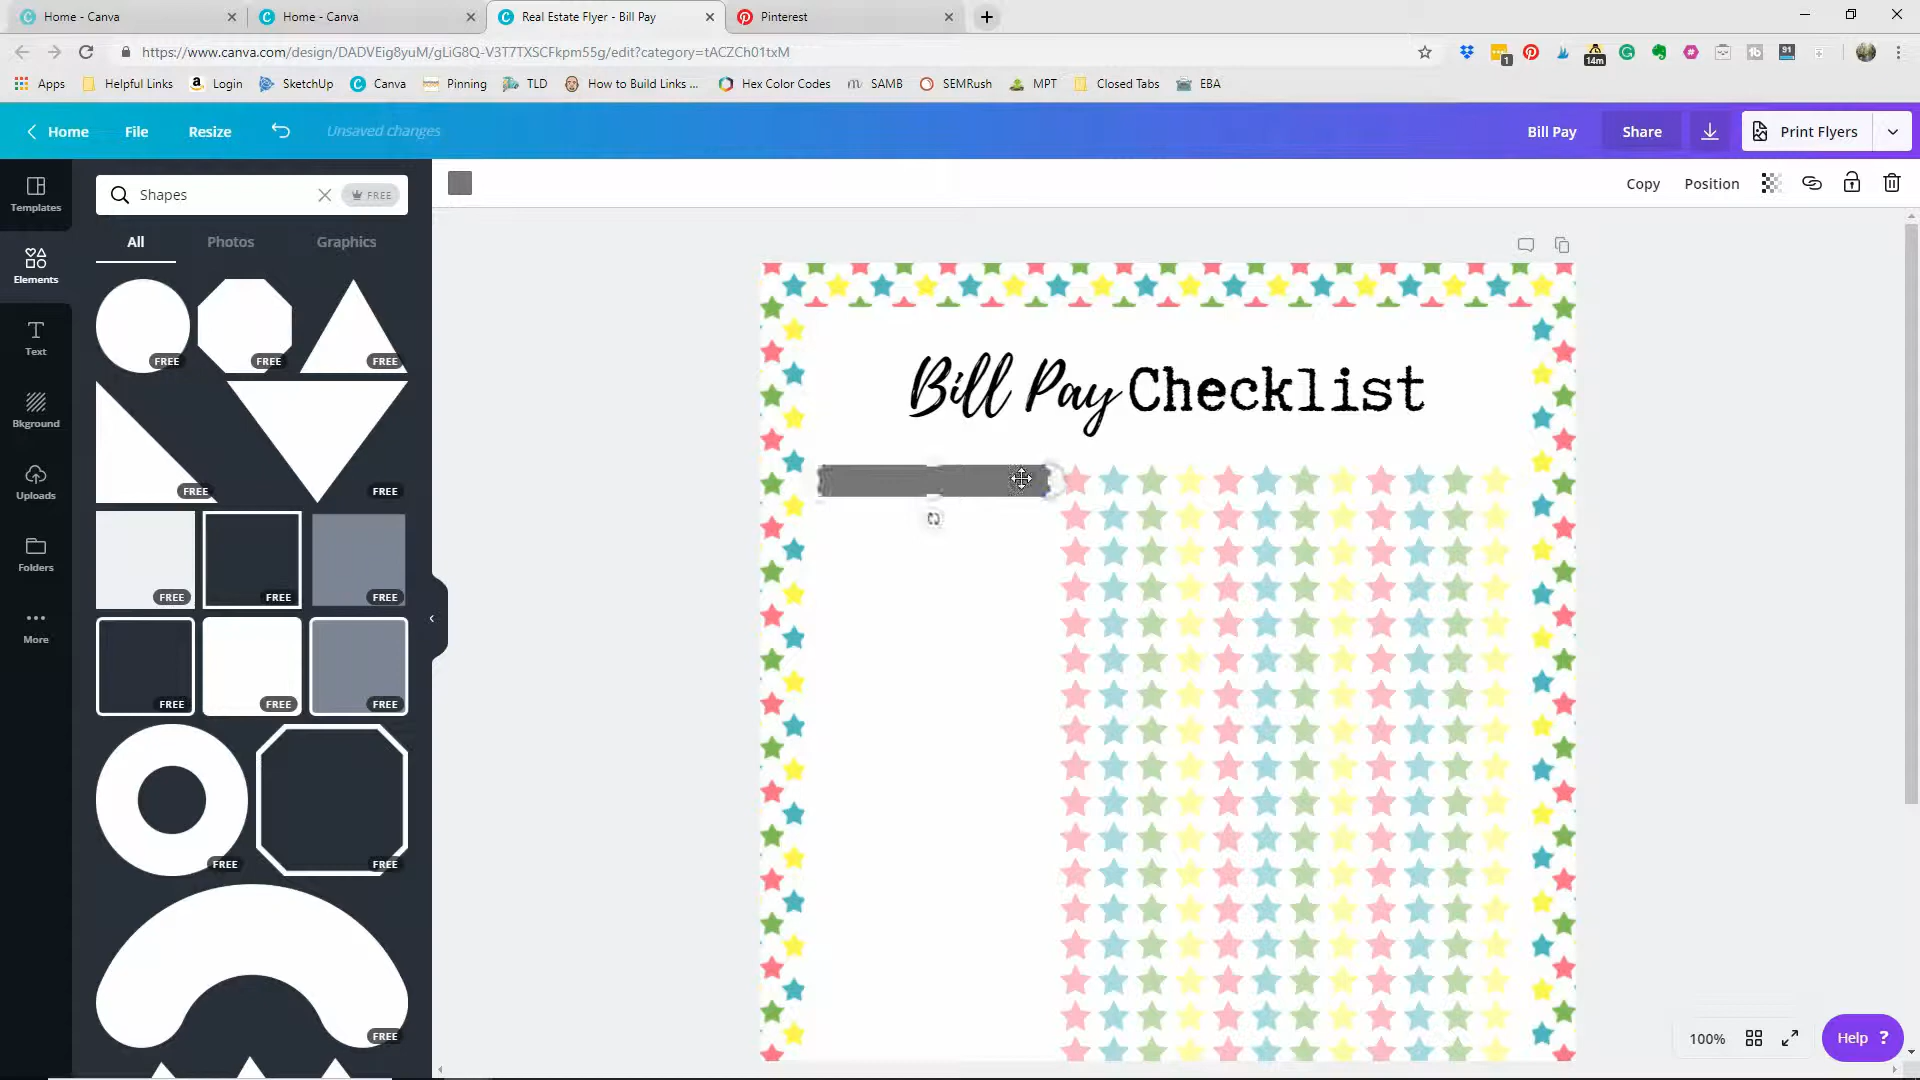 Home - Canva
Home - Canva
Real Estate Flyer - Bill Pay
Pinterest
https://www.canva.com/design/DADVEig8yuM/gLiG8Q-V3T7TXSCFkpm55g/edit?category=tACZCh01txM
1
14m
91
Apps
Helpful Links
Login
SketchUp
Canva
Pinning
TLD
How to Build Links ...
Hex Color Codes
SAMB
SEMRush
MPT
Closed Tabs
EBA
Home
File
Resize
Unsaved changes
Bill Pay
Share
Print Flyers
Templates
Elements
Text
Bkground
Uploads
Folders
More
Shapes
FREE
All
Photos
Graphics
FREE
FREE
FREE
FREE
FREE
FREE
FREE
FREE
FREE
FREE
FREE
FREE
FREE
FREE
Copy
Position
Bill Pay Checklist
100%
Help ?